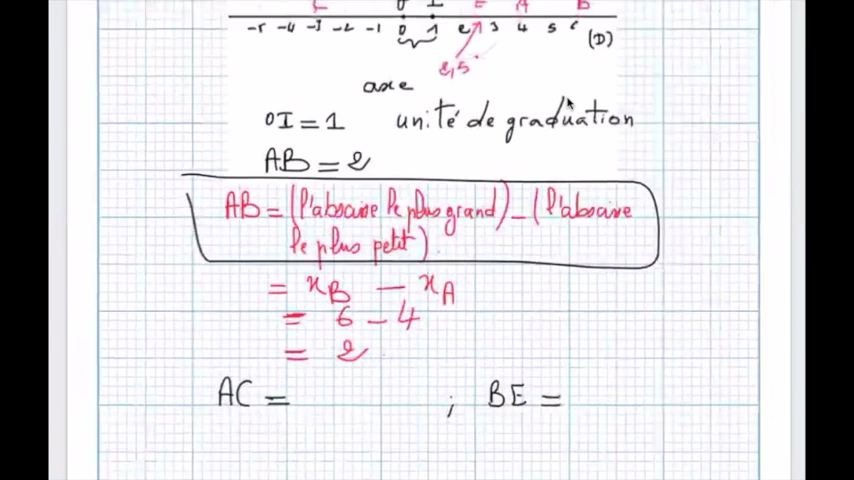 -5 -4 -3 -2 -1 0 1 2 3 4 5 6 (D)
2,5
axe
OI = 1 unité de graduation
AB = 2
AB = (l'abscisse le plus grand) - (l'abscisse
le plus petit)
= xB - xA
= 6 - 4
= 2
AC = ; BE =